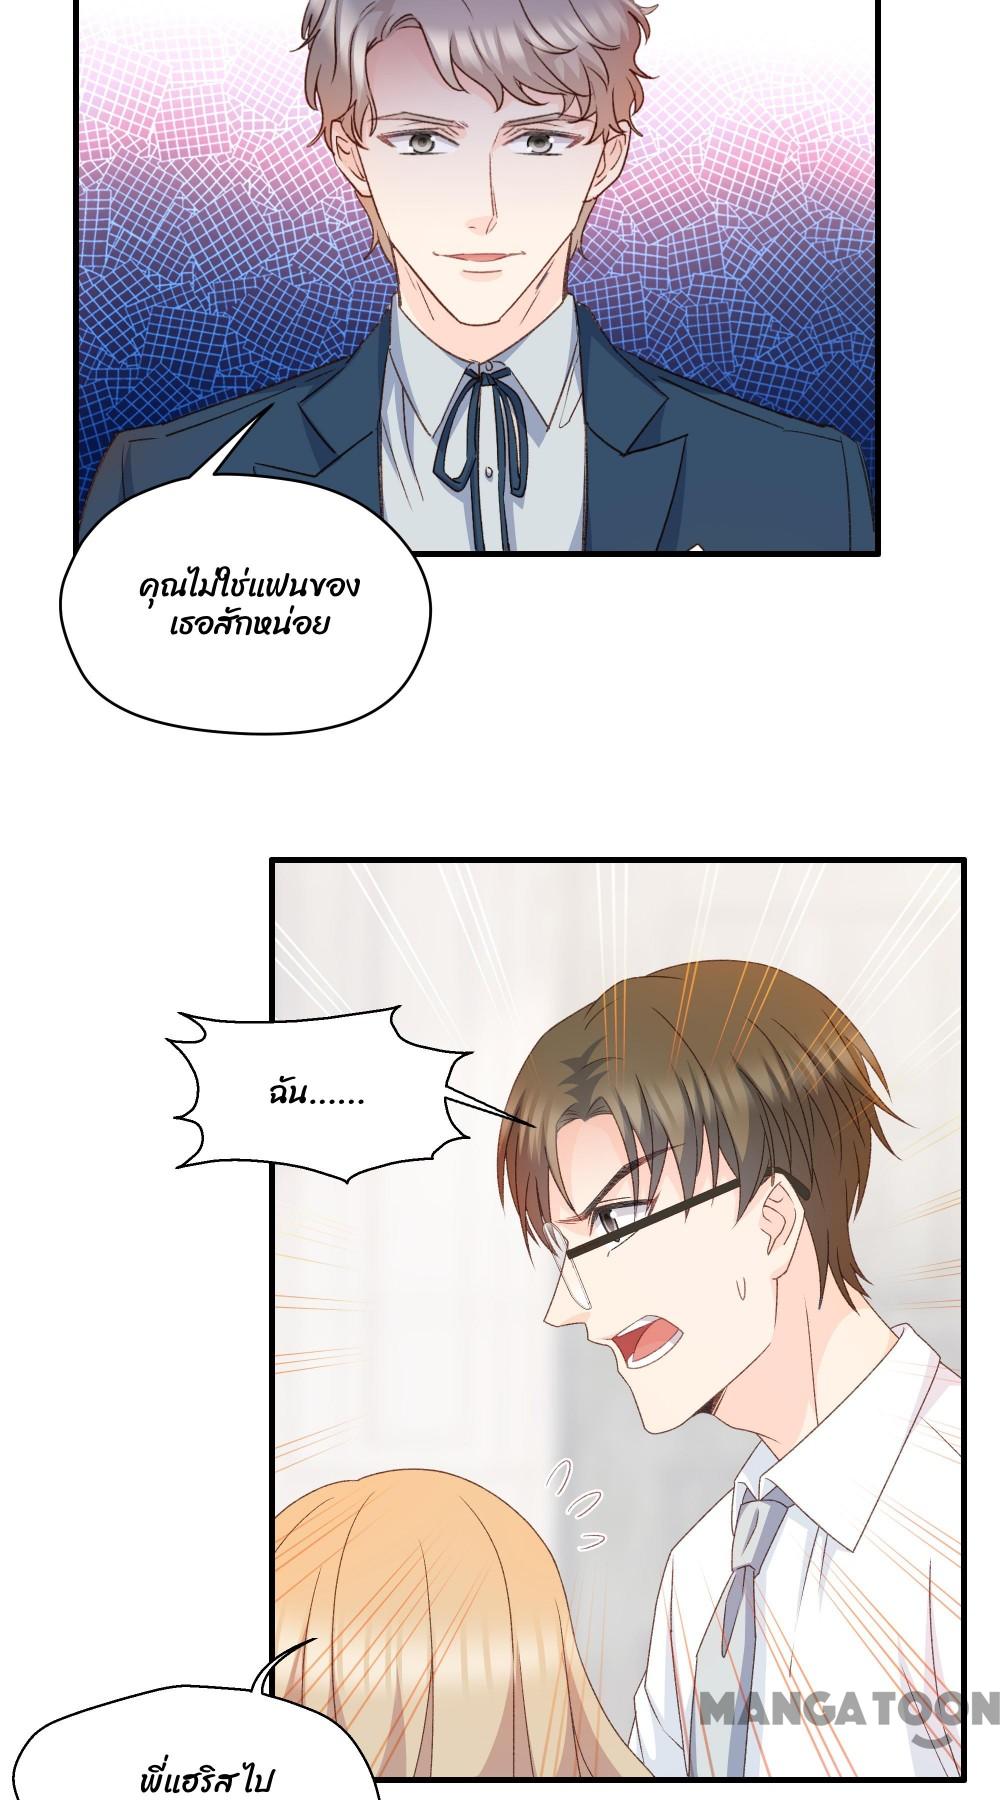 คุณไม่ใช่แฟนของ
เธอสักหน่อย
ฉัน......
MANGATOON
พี่แฮริส ไป